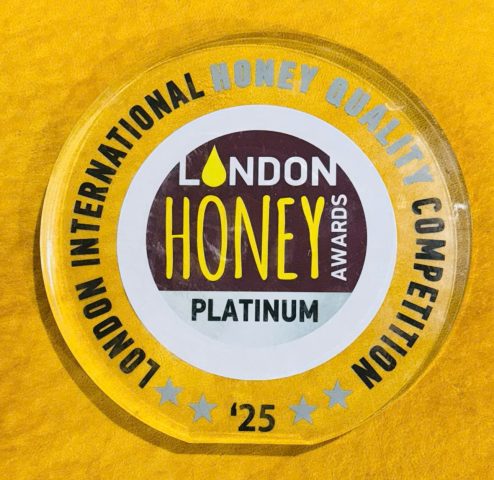 LONDON INTERNATIONAL HONEY QUALITY COMPETITION
LONDON
HONEY
AWARDS
PLATINUM
'25